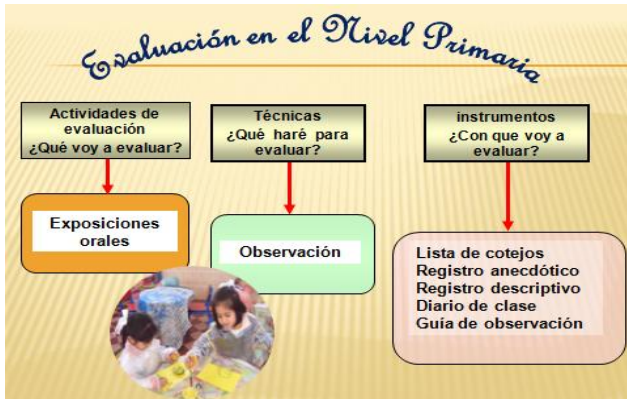 Evaluación en el Nivel Primaria
Actividades de
evaluación
¿Qué voy a evaluar?
Técnicas
¿Qué haré para
evaluar?
instrumentos
¿Con que voy a
evaluar?
Exposiciones
orales
Observación
Lista de cotejos
Registro anecdótico
Registro descriptivo
Diario de clase
Guía de observación